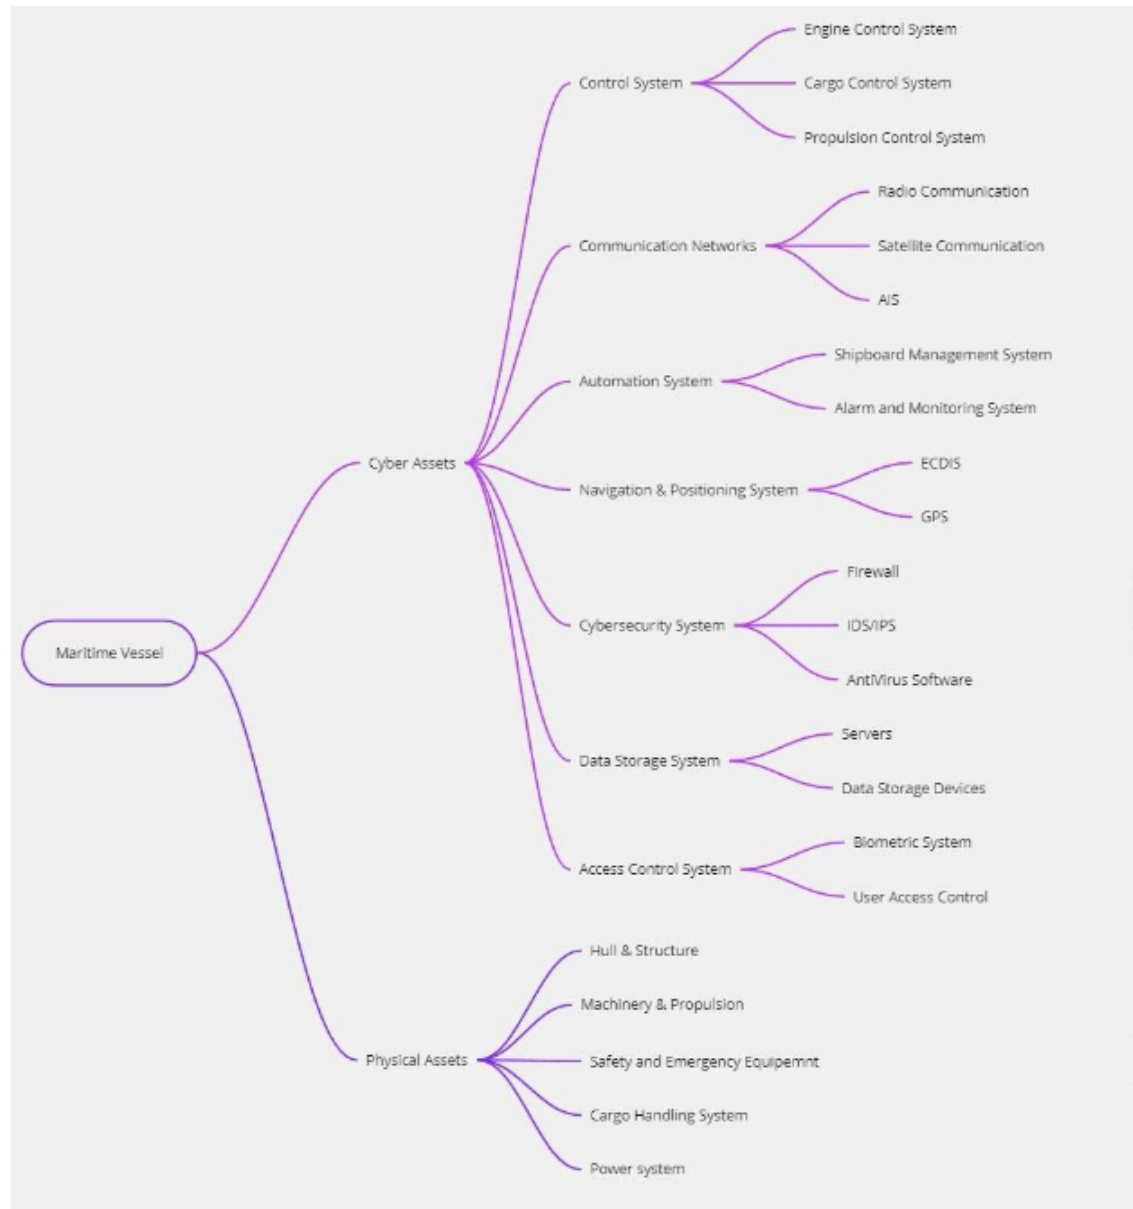 Engine Control System
Control System
Cargo Control System
Propulsion Control System
Radio Communication
Communication Networks
Satellite Communication
AIS
Shipboard Management System
Automation System
Alarm and Monitoring System
Cyber Assets
ECDIS
Navigation & Positioning System
GPS
Firewall
Cybersecurity System
IDS/IPS
AntiVirus Software
Maritime Vessel
Servers
Data Storage System
Data Storage Devices
Biometric System
Access Control System
User Access Control
Hull & Structure
Machinery & Propulsion
Physical Assets
Safety and Emergency Equipemnt
Cargo Handling System
Power system